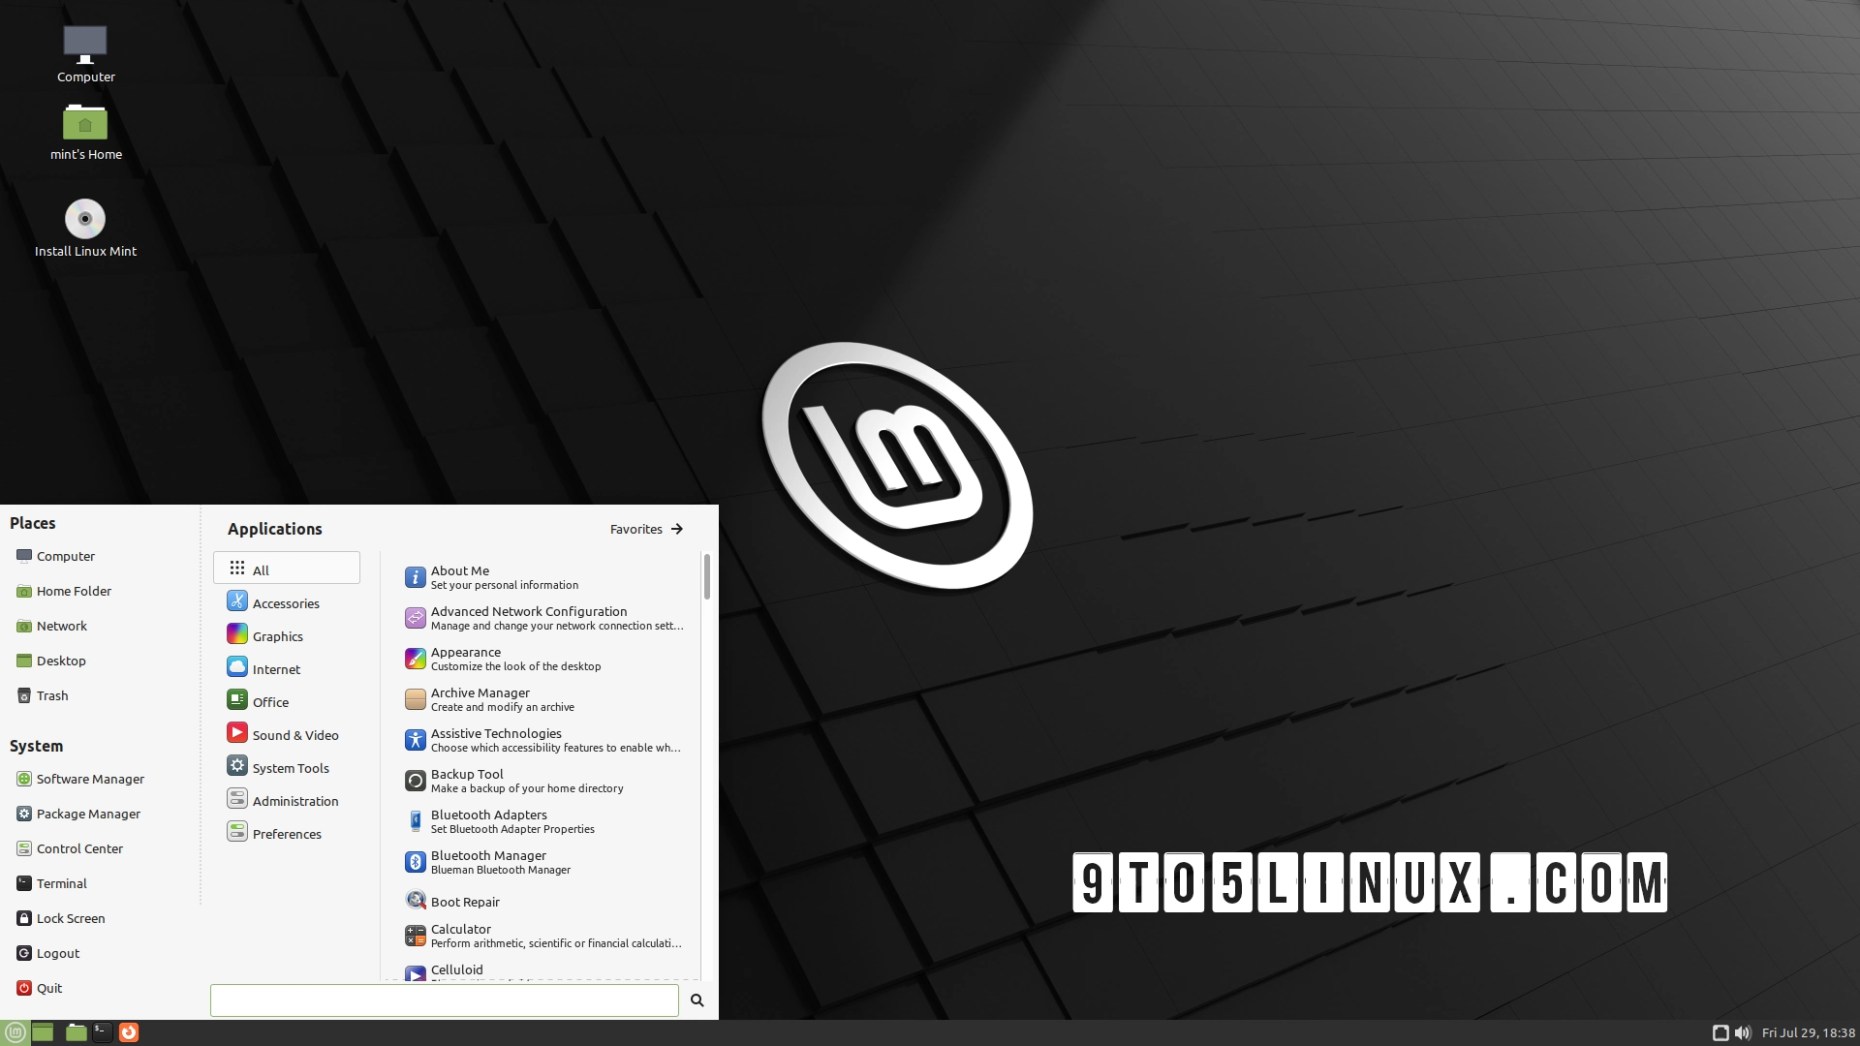 Computer
mint's Home
Install Linux Mint
Places
Computer
Home Folder
Network
Desktop
Trash
System
Software Manager
Package Manager
Control Center
Terminal
Lock Screen
Logout
Quit
Applications
Favorites
All
Accessories
Graphics
Internet
Office
Sound & Video
System Tools
Administration
Preferences
About Me
Set your personal information
Advanced Network Configuration
Manage and change your network connection sett...
Appearance
Customize the look of the desktop
Archive Manager
Create and modify an archive
Assistive Technologies
Choose which accessibility features to enable wh...
Backup Tool
Make a backup of your home directory
Bluetooth Adapters
Set Bluetooth Adapter Properties
Bluetooth Manager
Blueman Bluetooth Manager
Boot Repair
Calculator
Perform arithmetic, scientific or financial calculati...
Celluloid
9TO5LINUX.COM
Fri Jul 29, 18:38